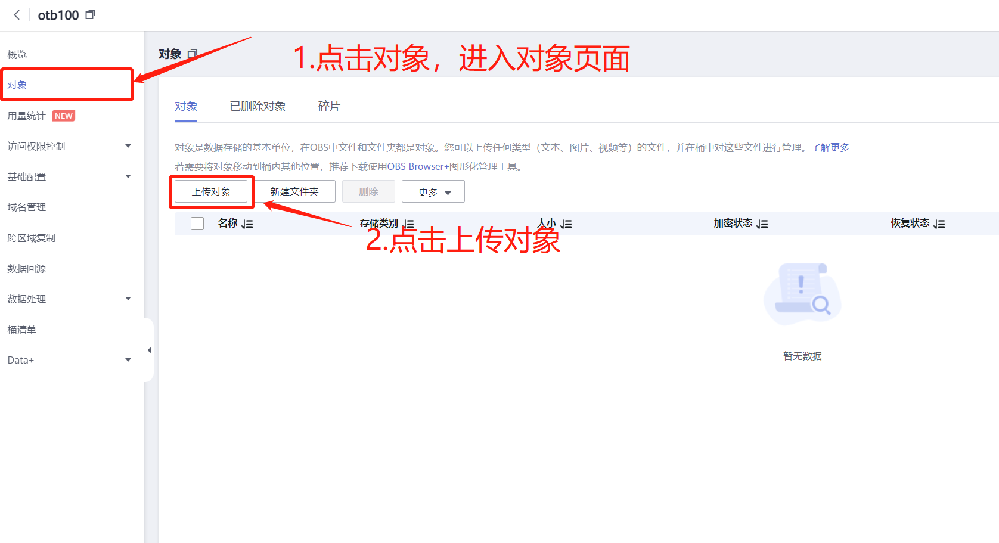 otb100
概览
对象
用量统计 NEW
访问权限控制
基础配置
域名管理
跨区域复制
数据回源
数据处理
桶清单
Data+
对象
1.点击对象，进入对象页面
对象 已删除对象 碎片
对象是数据存储的基本单位，在OBS中文件和文件夹都是对象。您可以上传任何类型（文本、图片、视频等）的文件，并在桶中对这些文件进行管理。了解更多
若需要将对象移动到桶内其他位置，推荐下载使用OBS Browser+图形化管理工具。
上传对象 新建文件夹 删除 更多
名称 存储类别 大小 加密状态 恢复状态
2.点击上传对象
暂无数据